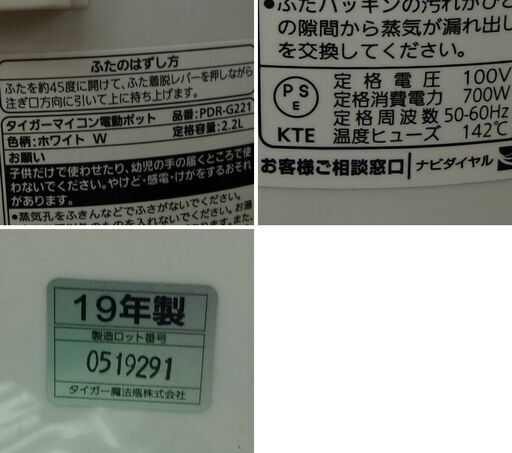 ふたのはずし方
ふたを約45度に開けて、ふた着脱レバーを押しながら
注ぎ口方向に引いて上に持ち上げます。
タイガーマイコン電動ポット 品番:PDR-G221
色柄:ホワイト W 定格容量:2.2L
お願い
子供だけで使わせたり、幼児の手の届くところで使
わないでください。やけど・感電・けがをするおそれ
があります。
●蒸気孔をふきんなどでふさがないでください。お湯
の隙間から蒸気が漏れ出し
を交換してください。
PSE
KTE
定格電圧 100V
定格消費電力 700W
定格周波数 50-60Hz
温度ヒューズ 142℃
お客様ご相談窓口 ナビダイヤル
19年製
製造ロット番号
0519291
タイガー魔法瓶株式会社